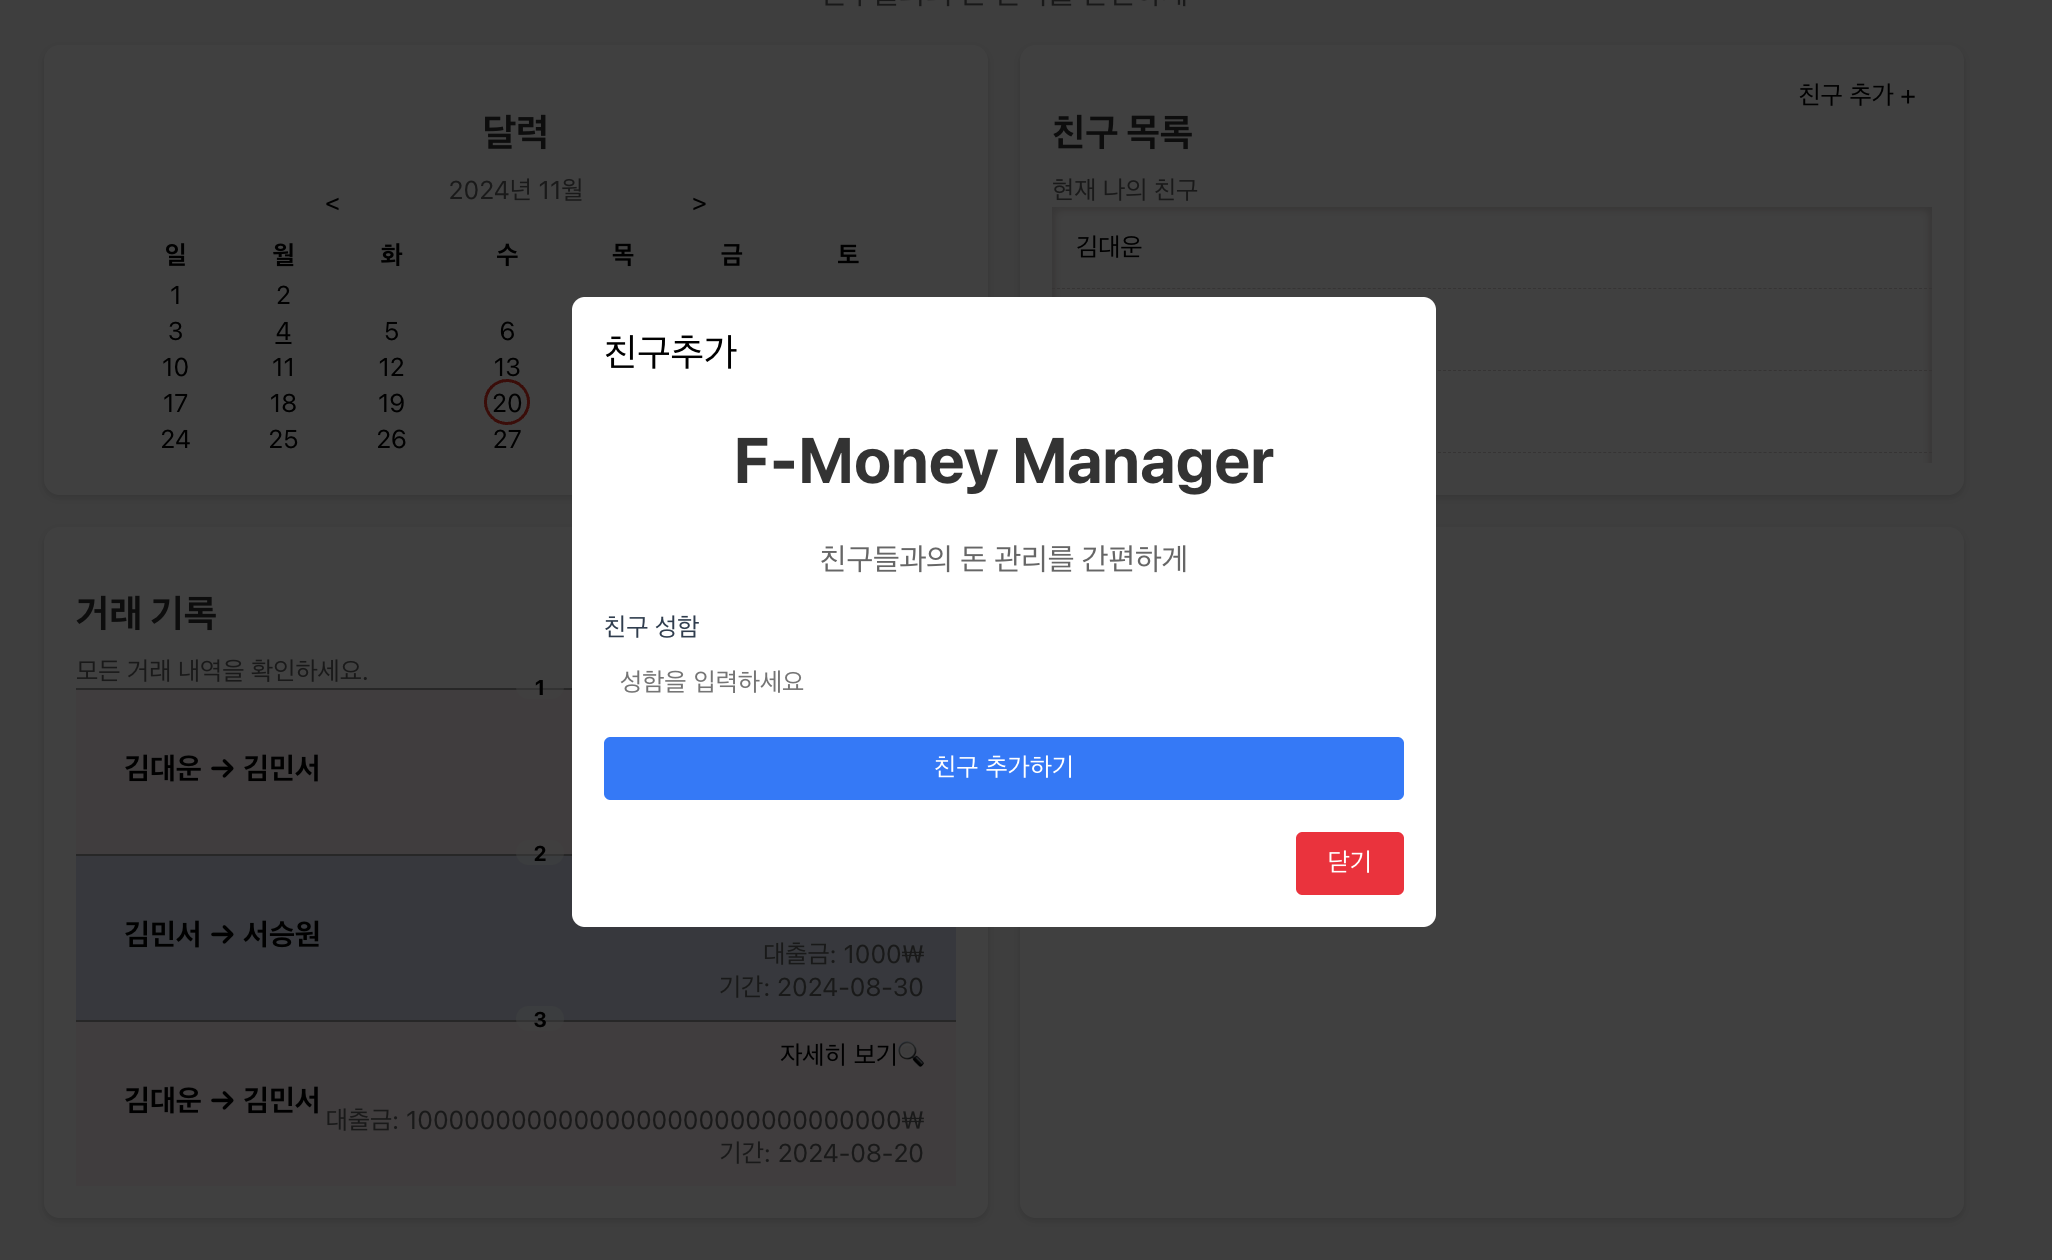 달력
< 2024년 11월 >
일 월 화 수 목 금 토
1 2
3 4 5 6
10 11 12 13
17 18 19 20
24 25 26 27
친구 추가 +
친구 목록
현재 나의 친구
김대운
친구추가
F-Money Manager
친구들과의 돈 관리를 간편하게
친구 성함
성함을 입력하세요
친구 추가하기
닫기
거래 기록
모든 거래 내역을 확인하세요.
1
김대운 → 김민서
2
김민서 → 서승원
대출금: 1000₩
기간: 2024-08-30
3
자세히 보기🔍
김대운 → 김민서
기간: 2024-08-20